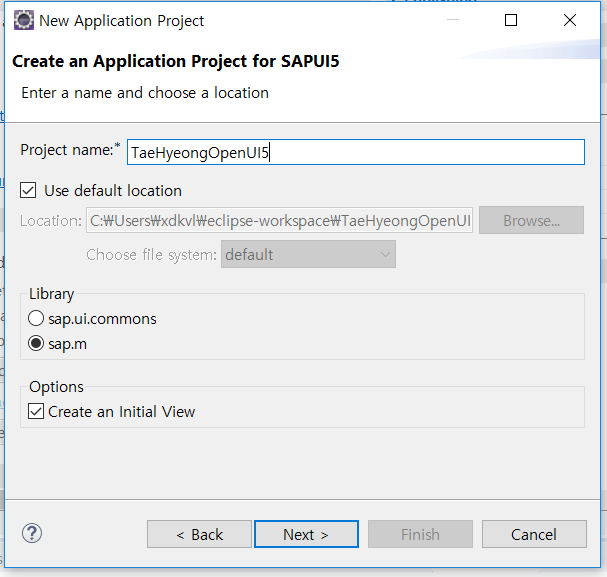 New Application Project
Create an Application Project for SAPUI5
Enter a name and choose a location
Project name:* TaeHyeongOpenUI5
Use default location
Location: C:₩Users₩xdkvl₩eclipse-workspace₩TaeHyeongOpenUI Browse...
Choose file system: default
Library
sap.ui.commons
sap.m
Options
Create an Initial View
? < Back Next > Finish Cancel